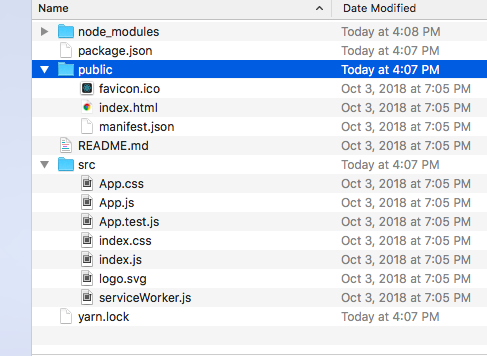 Name Date Modified
node_modules Today at 4:08 PM
package.json Today at 4:07 PM
public Today at 4:07 PM
favicon.ico Oct 3, 2018 at 7:05 PM
index.html Oct 3, 2018 at 7:05 PM
manifest.json Oct 3, 2018 at 7:05 PM
README.md Oct 3, 2018 at 7:05 PM
src Today at 4:07 PM
App.css Oct 3, 2018 at 7:05 PM
App.js Oct 3, 2018 at 7:05 PM
App.test.js Oct 3, 2018 at 7:05 PM
index.css Oct 3, 2018 at 7:05 PM
index.js Oct 3, 2018 at 7:05 PM
logo.svg Oct 3, 2018 at 7:05 PM
serviceWorker.js Oct 3, 2018 at 7:05 PM
yarn.lock Today at 4:07 PM